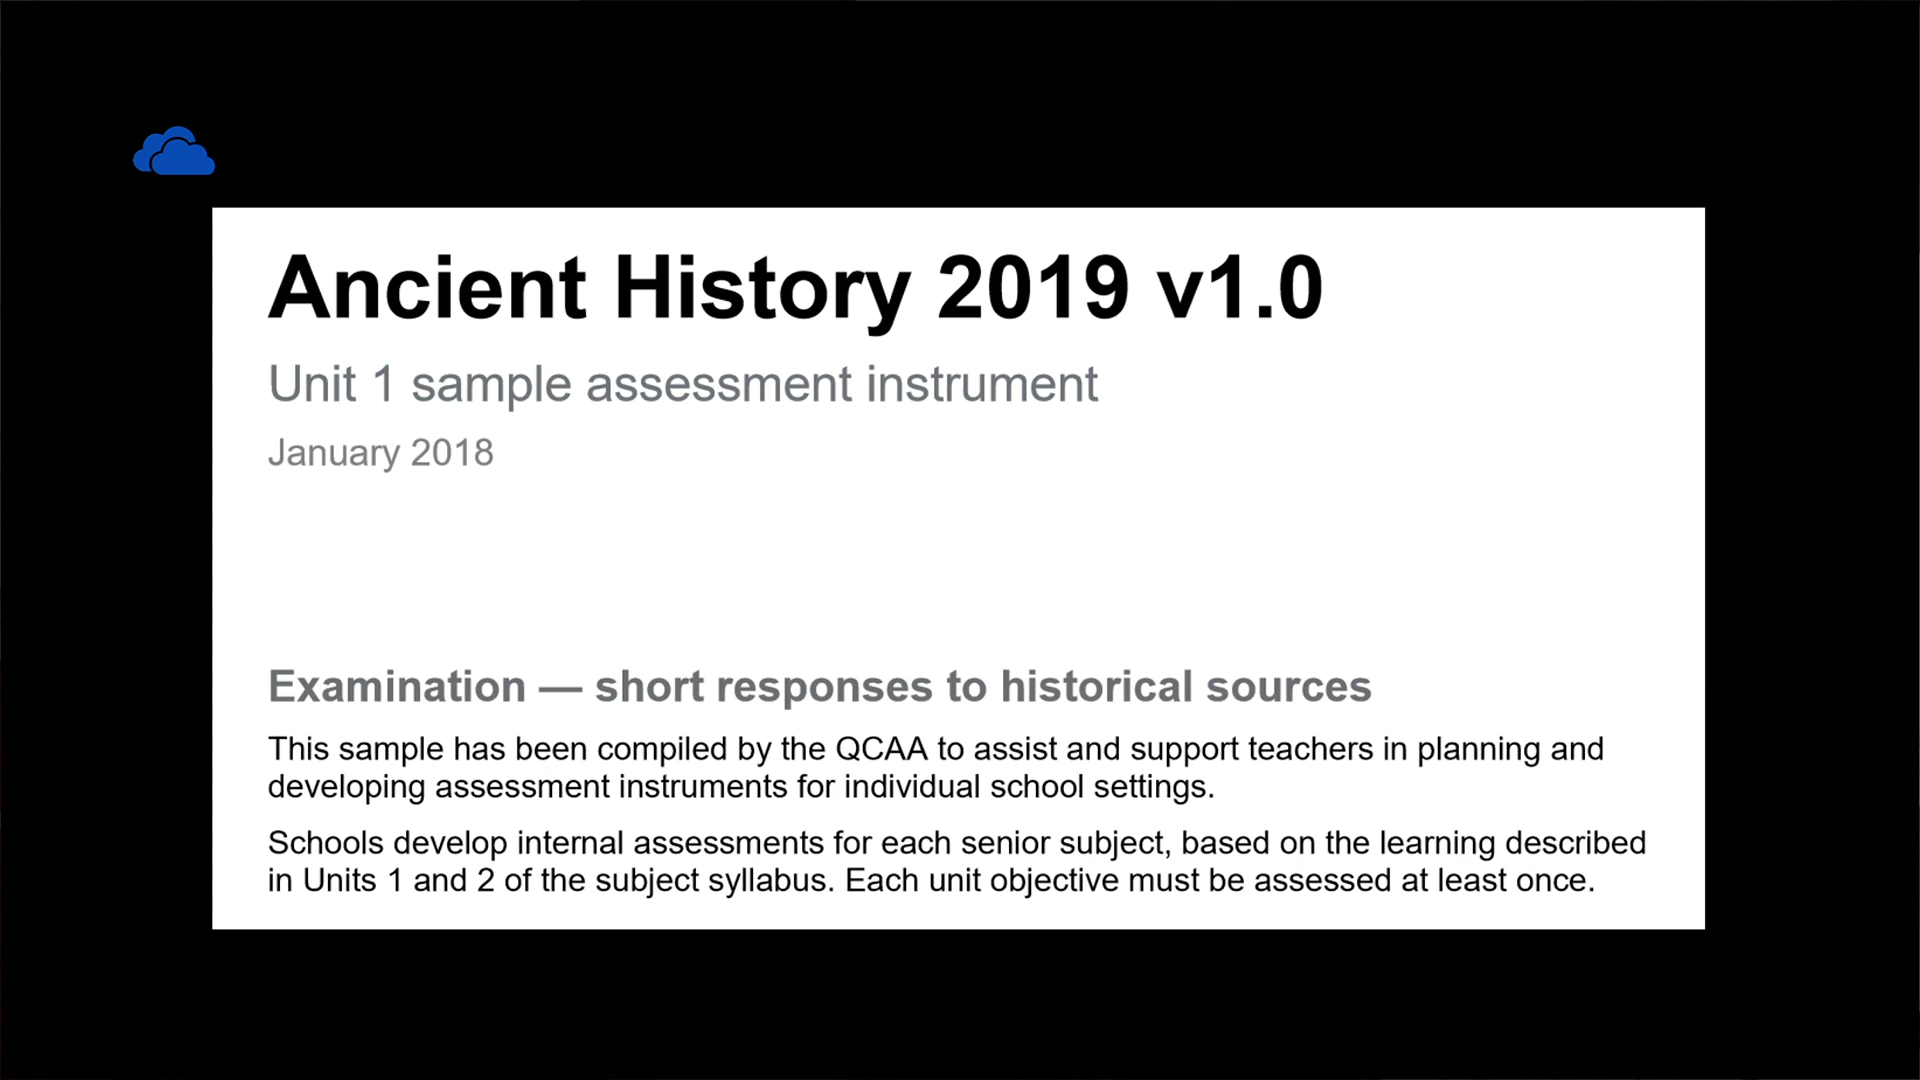 Ancient History 2019 v1.0
Unit 1 sample assessment instrument
January 2018
Examination — short responses to historical sources
This sample has been compiled by the QCAA to assist and support teachers in planning and
developing assessment instruments for individual school settings.
Schools develop internal assessments for each senior subject, based on the learning described
in Units 1 and 2 of the subject syllabus. Each unit objective must be assessed at least once.